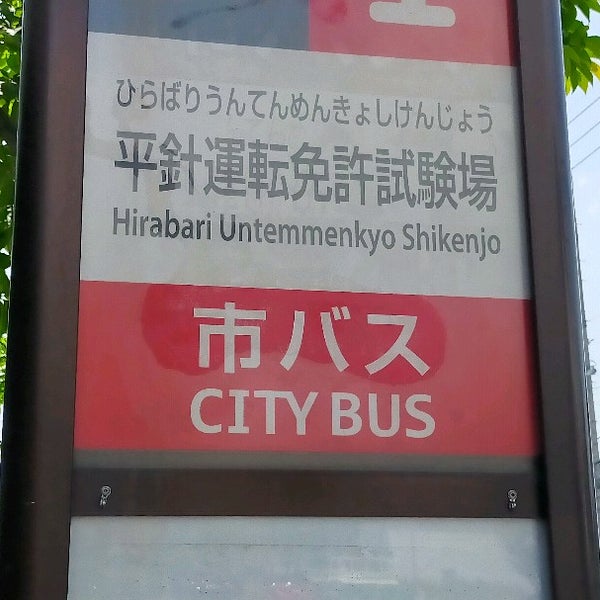 ひらばりうんてんめんきょしけんじょう
平針運転免許試験場
Hirabari Untemmenkyo Shikenjo
市バス
CITY BUS